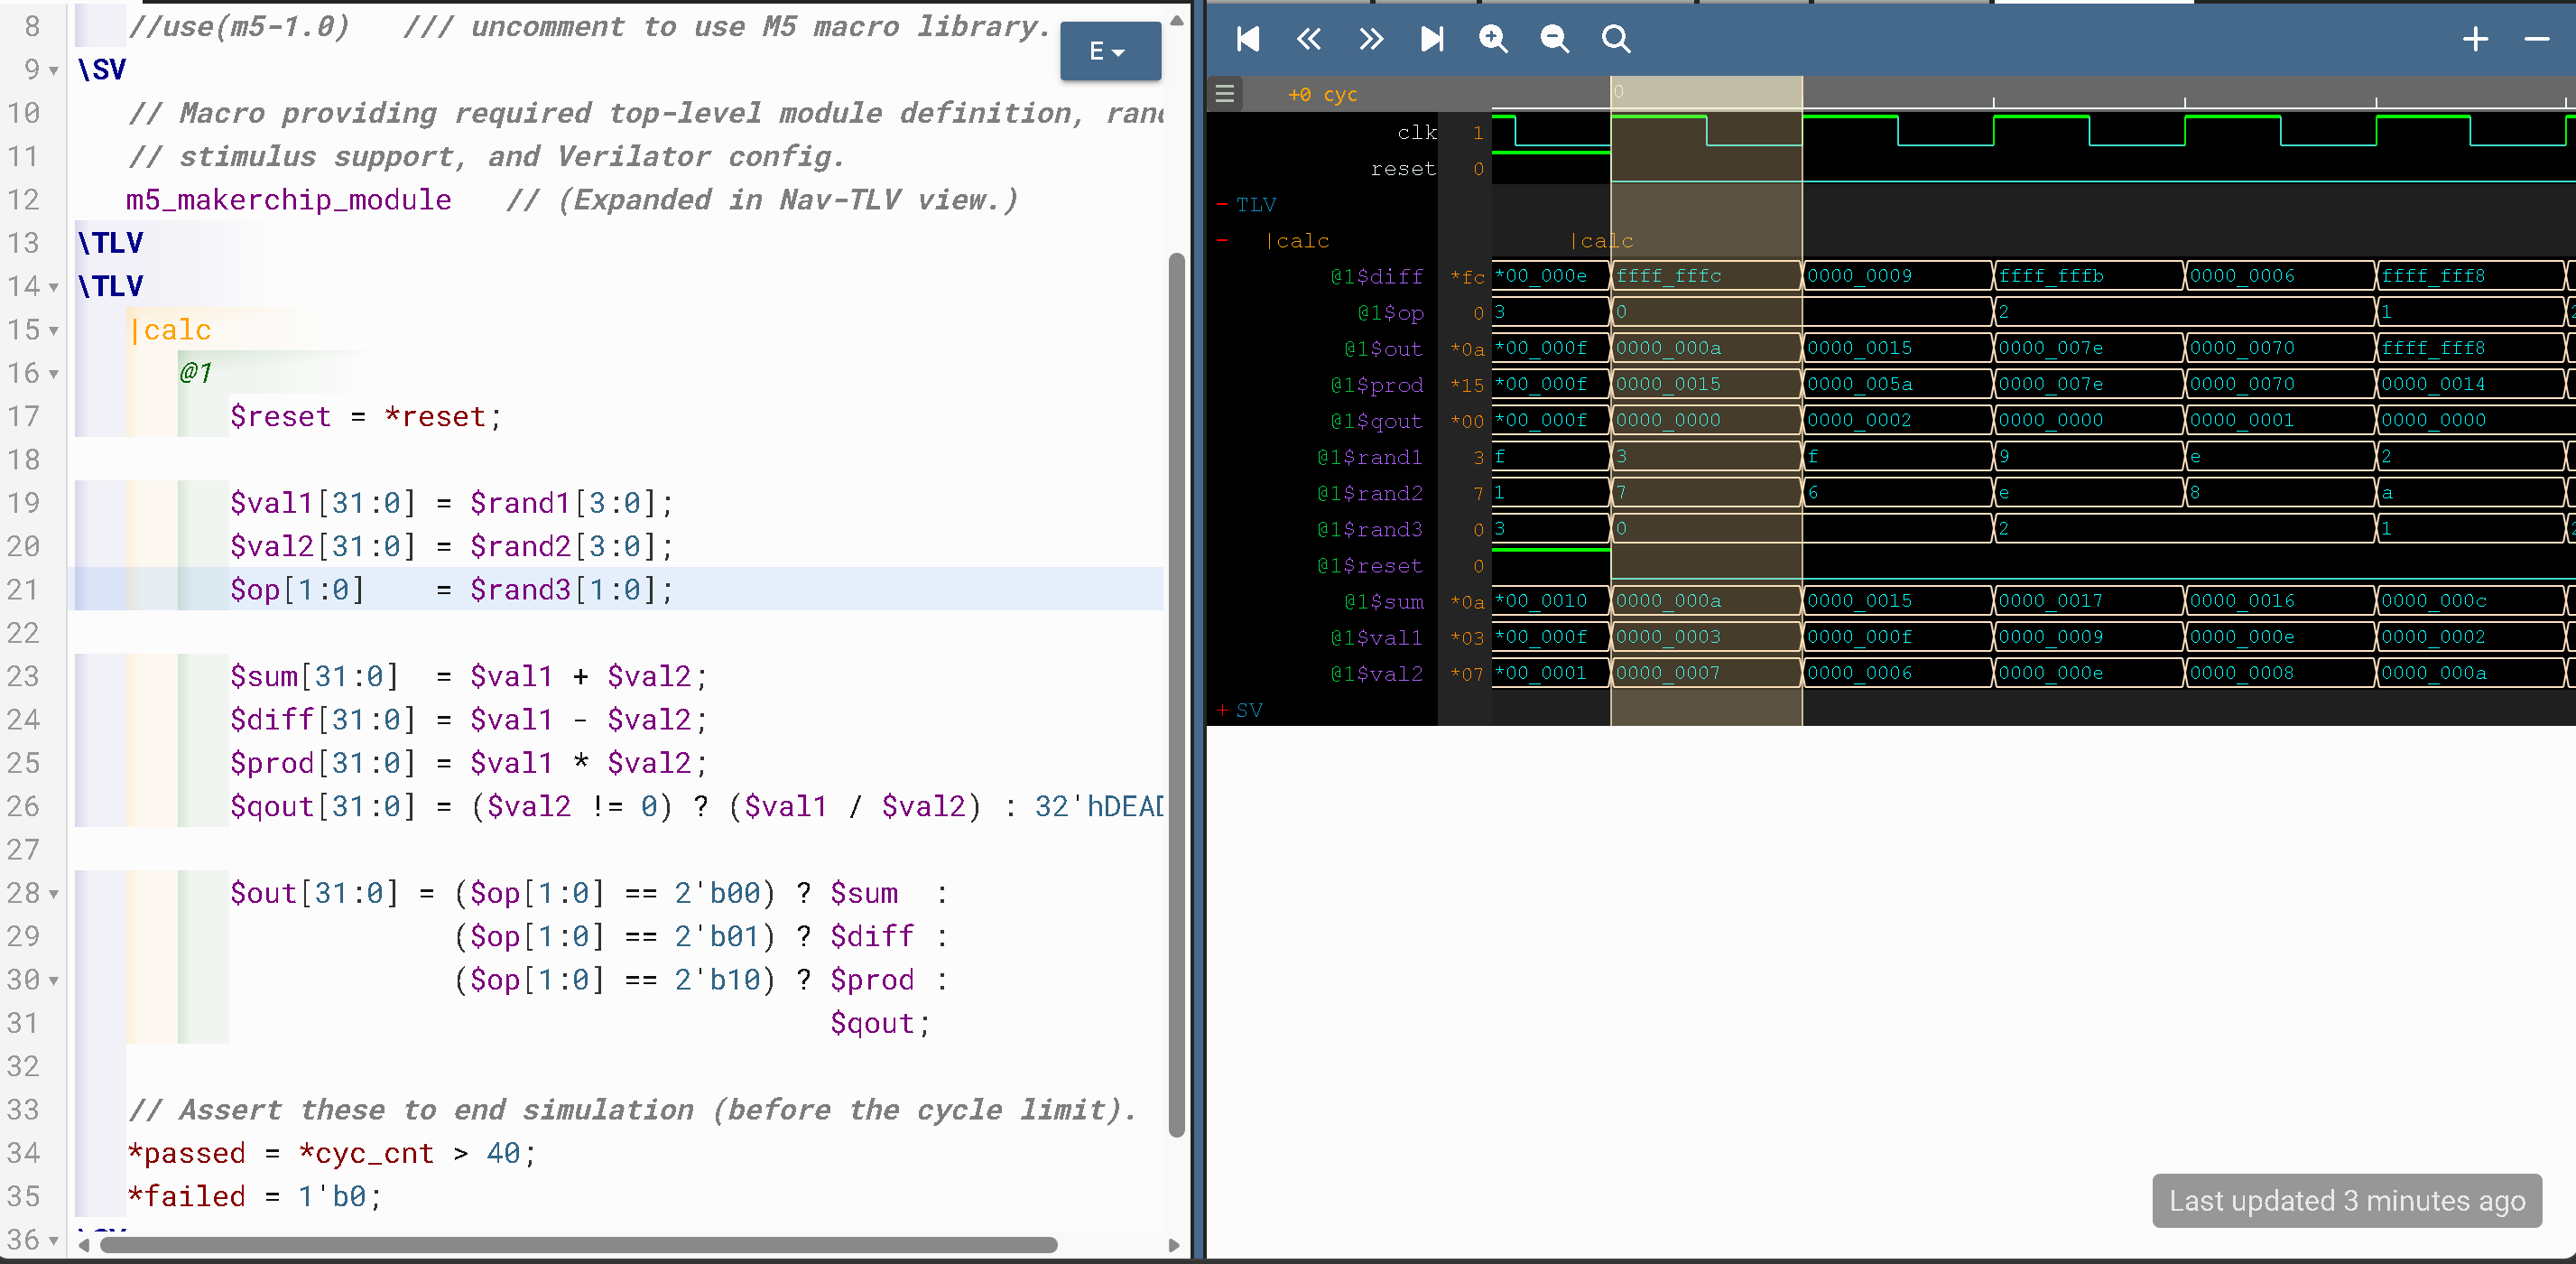 8 //use(m5-1.0)   /// uncomment to use M5 macro library.
E
9 \SV
10 // Macro providing required top-level module definition, rand
11 // stimulus support, and Verilator config.
12 m5_makerchip_module   // (Expanded in Nav-TLV view.)
13 \TLV
14 \TLV
15 |calc
16 @1
17 $reset = *reset;
18
19 $val1[31:0] = $rand1[3:0];
20 $val2[31:0] = $rand2[3:0];
21 $op[1:0]    = $rand3[1:0];
22
23 $sum[31:0]  = $val1 + $val2;
24 $diff[31:0] = $val1 - $val2;
25 $prod[31:0] = $val1 * $val2;
26 $qout[31:0] = ($val2 != 0) ? ($val1 / $val2) : 32'hDEAD
27
28 $out[31:0] = ($op[1:0] == 2'b00) ? $sum  :
29 ($op[1:0] == 2'b01) ? $diff :
30 ($op[1:0] == 2'b10) ? $prod :
31 $qout;
32
33 // Assert these to end simulation (before the cycle limit).
34 *passed = *cyc_cnt > 40;
35 *failed = 1'b0;
36
+0 cyc 0
clk 1
reset 0
- TLV
- |calc |calc
@1$diff *fc *00_000e ffff_fffc 0000_0009 ffff_fffb 0000_0006 ffff_fff8
@1$op 0 3 0 2 1 2
@1$out *0a *00_000f 0000_000a 0000_0015 0000_007e 0000_0070 ffff_fff8
@1$prod *15 *00_000f 0000_0015 0000_005a 0000_007e 0000_0070 0000_0014
@1$qout *00 *00_000f 0000_0000 0000_0002 0000_0000 0000_0001 0000_0000
@1$rand1 3 f 3 f 9 e 2
@1$rand2 7 1 7 6 e 8 a
@1$rand3 0 3 0 2 1 2
@1$reset 0
@1$sum *0a *00_0010 0000_000a 0000_0015 0000_0017 0000_0016 0000_000c
@1$val1 *03 *00_000f 0000_0003 0000_000f 0000_0009 0000_000e 0000_0002
@1$val2 *07 *00_0001 0000_0007 0000_0006 0000_000e 0000_0008 0000_000a
+ SV
Last updated 3 minutes ago